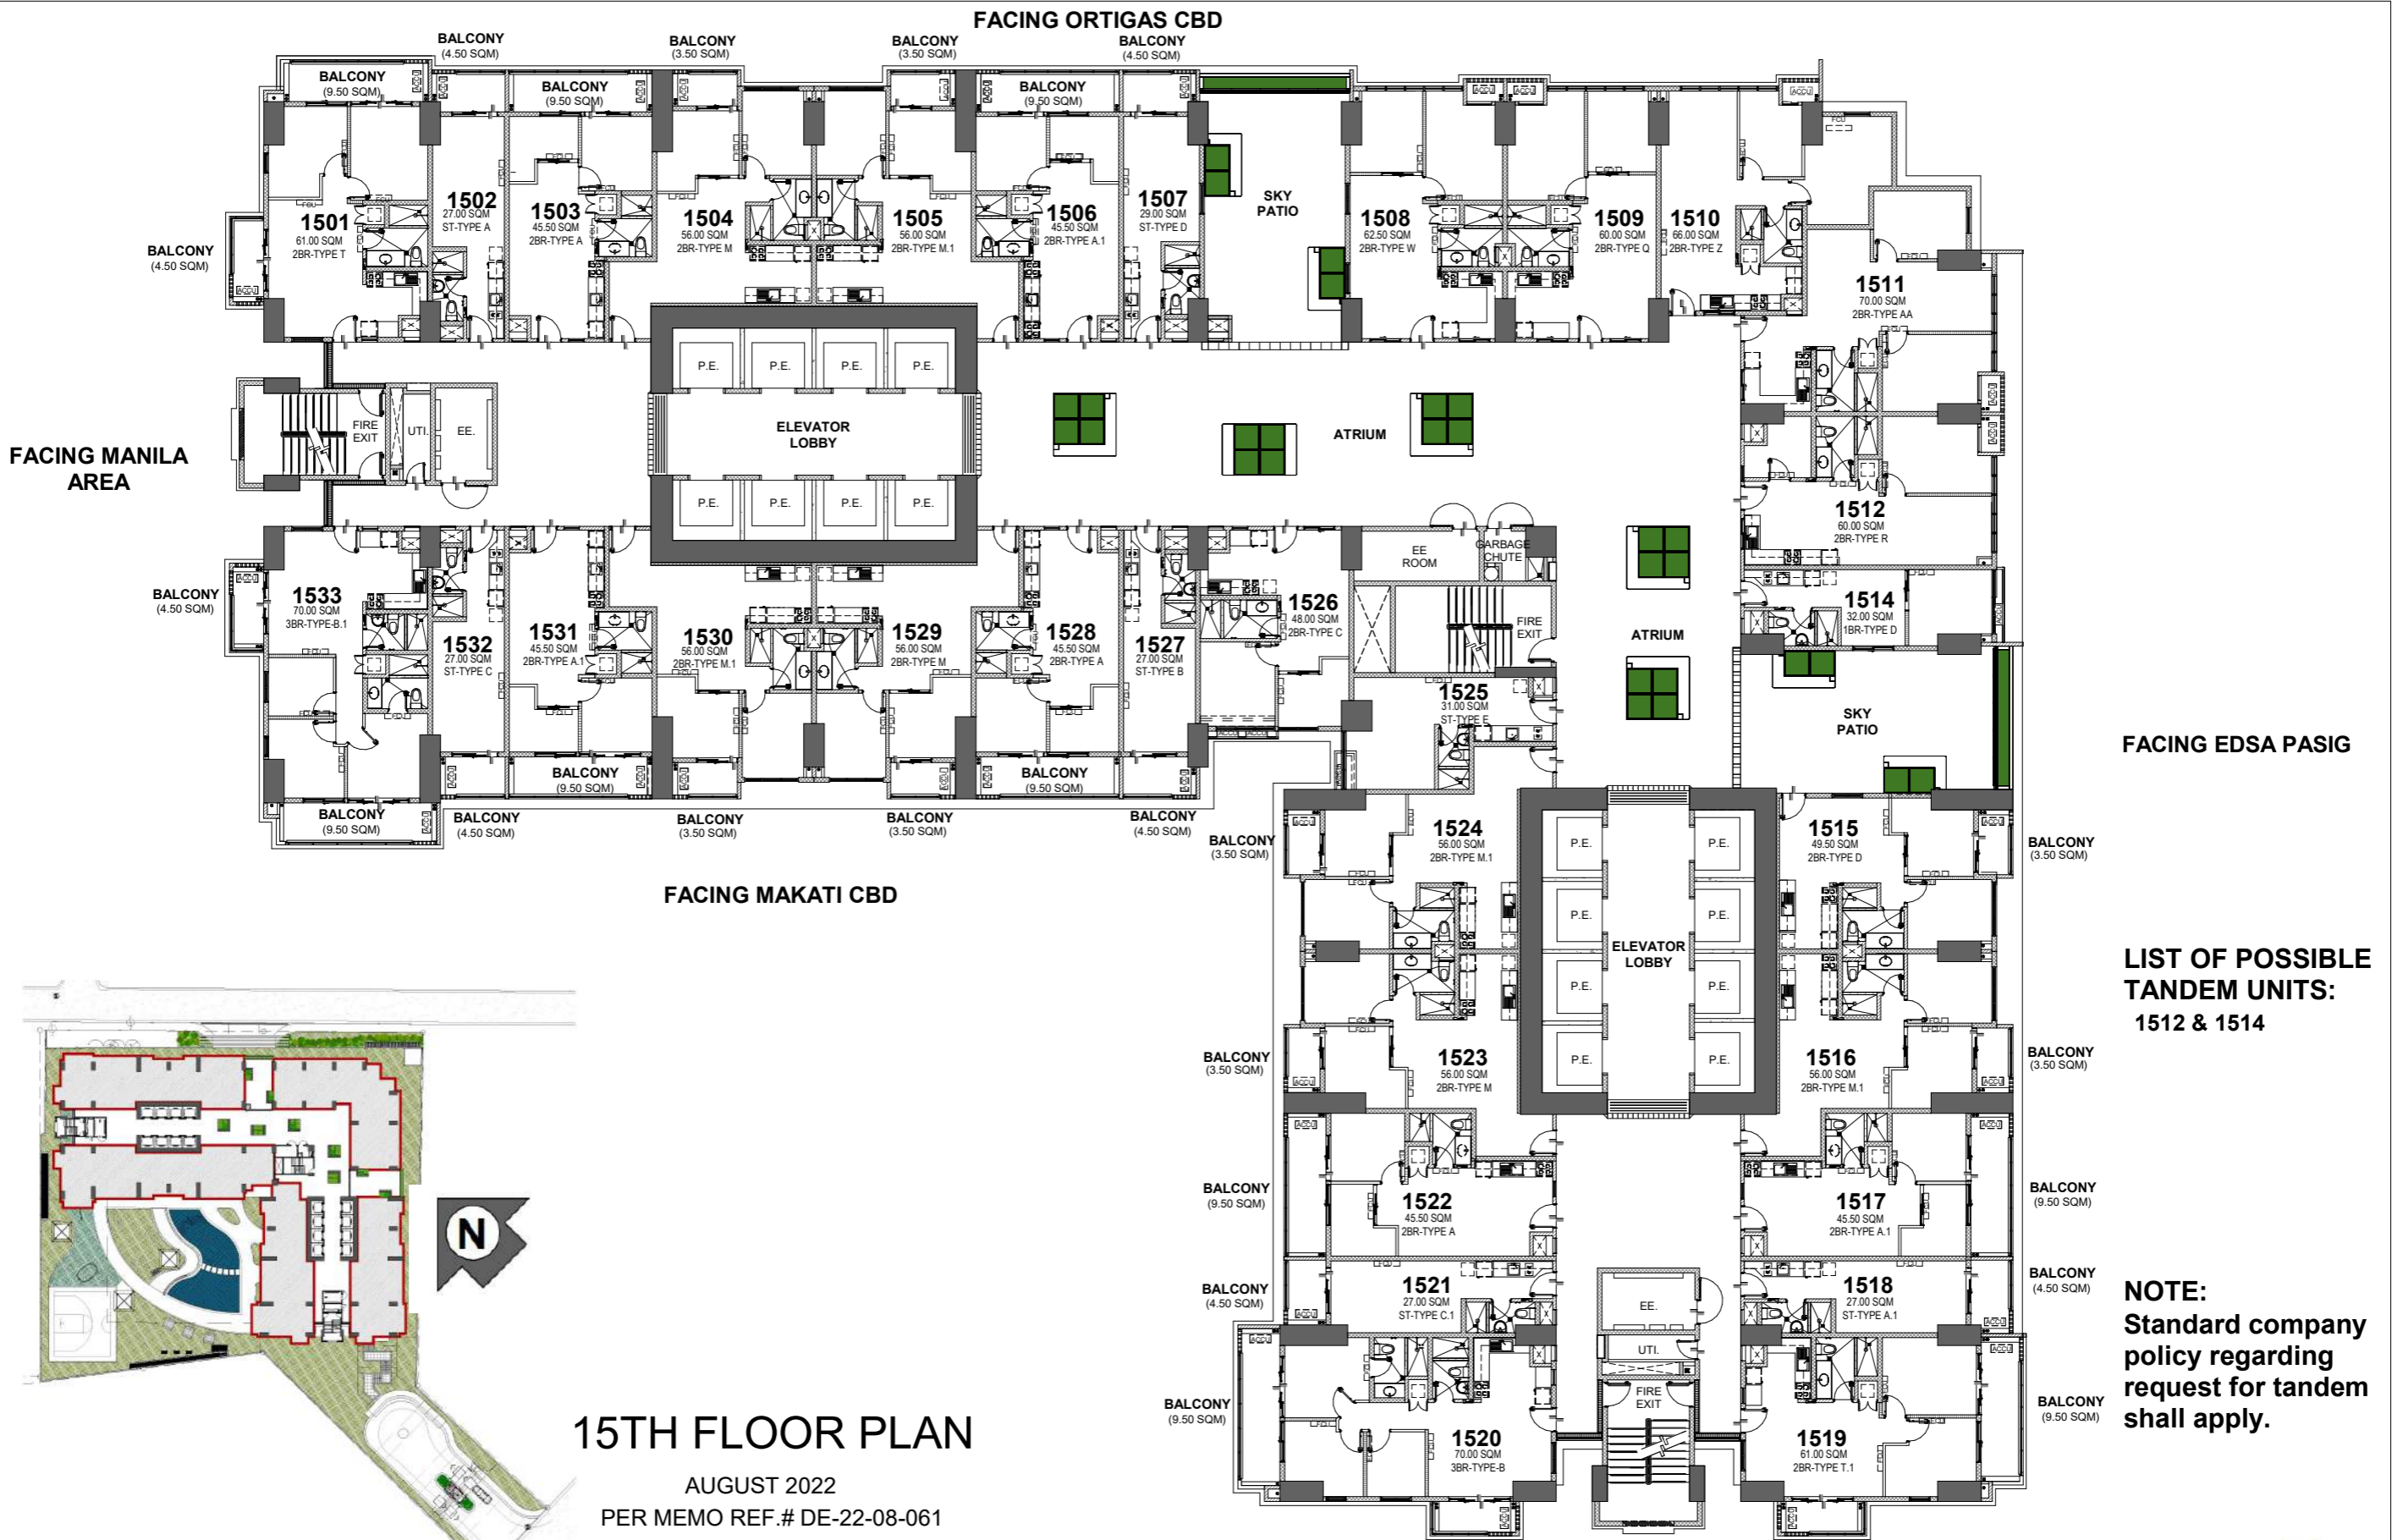 FACING ORTIGAS CBD
BALCONY
(4.50 SQM)
BALCONY
(3.50 SQM)
BALCONY
(3.50 SQM)
BALCONY
(4.50 SQM)
BALCONY
(9.50 SQM)
BALCONY
(9.50 SQM)
BALCONY
(9.50 SQM)
1501
61.00 SQM
2BR-TYPE T
1502
27.00 SQM
ST-TYPE A
1503
45.50 SQM
2BR-TYPE A
1504
56.00 SQM
2BR-TYPE M
1505
56.00 SQM
2BR-TYPE M.1
1506
45.50 SQM
2BR-TYPE A.1
1507
29.00 SQM
ST-TYPE D
SKY
PATIO
1508
62.50 SQM
2BR-TYPE W
1509
60.00 SQM
2BR-TYPE Q
1510
66.00 SQM
2BR-TYPE Z
1511
70.00 SQM
2BR-TYPE AA
BALCONY
(4.50 SQM)
P.E.
P.E.
P.E.
P.E.
FIRE
EXIT
UTI.
EE.
ELEVATOR
LOBBY
ATRIUM
FACING MANILA
AREA
P.E.
P.E.
P.E.
P.E.
1512
60.00 SQM
2BR-TYPE R
EE
ROOM
GARBAGE
CHUTE
BALCONY
(4.50 SQM)
1533
70.00 SQM
3BR-TYPE-B.1
1532
27.00 SQM
ST-TYPE C
1531
45.50 SQM
2BR-TYPE A.1
1530
56.00 SQM
2BR-TYPE M.1
1529
56.00 SQM
2BR-TYPE M
1528
45.50 SQM
2BR-TYPE A
1527
27.00 SQM
ST-TYPE B
1526
48.00 SQM
2BR-TYPE C
FIRE
EXIT
ATRIUM
1514
32.00 SQM
1BR-TYPE D
1525
31.00 SQM
ST-TYPE E
SKY
PATIO
FACING EDSA PASIG
BALCONY
(9.50 SQM)
BALCONY
(9.50 SQM)
BALCONY
(9.50 SQM)
BALCONY
(4.50 SQM)
BALCONY
(3.50 SQM)
BALCONY
(3.50 SQM)
BALCONY
(4.50 SQM)
FACING MAKATI CBD
BALCONY
(3.50 SQM)
1524
56.00 SQM
2BR-TYPE M.1
P.E.
P.E.
1515
49.50 SQM
2BR-TYPE D
BALCONY
(3.50 SQM)
P.E.
P.E.
ELEVATOR
LOBBY
P.E.
P.E.
LIST OF POSSIBLE
TANDEM UNITS:
1512 & 1514
BALCONY
(3.50 SQM)
1523
56.00 SQM
2BR-TYPE M
P.E.
P.E.
1516
56.00 SQM
2BR-TYPE M.1
BALCONY
(3.50 SQM)
BALCONY
(9.50 SQM)
1522
45.50 SQM
2BR-TYPE A
1517
45.50 SQM
2BR-TYPE A.1
BALCONY
(9.50 SQM)
BALCONY
(4.50 SQM)
1521
27.00 SQM
ST-TYPE C.1
EE.
1518
27.00 SQM
ST-TYPE A.1
BALCONY
(4.50 SQM)
UTI.
FIRE
EXIT
BALCONY
(9.50 SQM)
1520
70.00 SQM
3BR-TYPE-B
1519
61.00 SQM
2BR-TYPE T.1
BALCONY
(9.50 SQM)
NOTE:
Standard company
policy regarding
request for tandem
shall apply.
N
15TH FLOOR PLAN
AUGUST 2022
PER MEMO REF.# DE-22-08-061